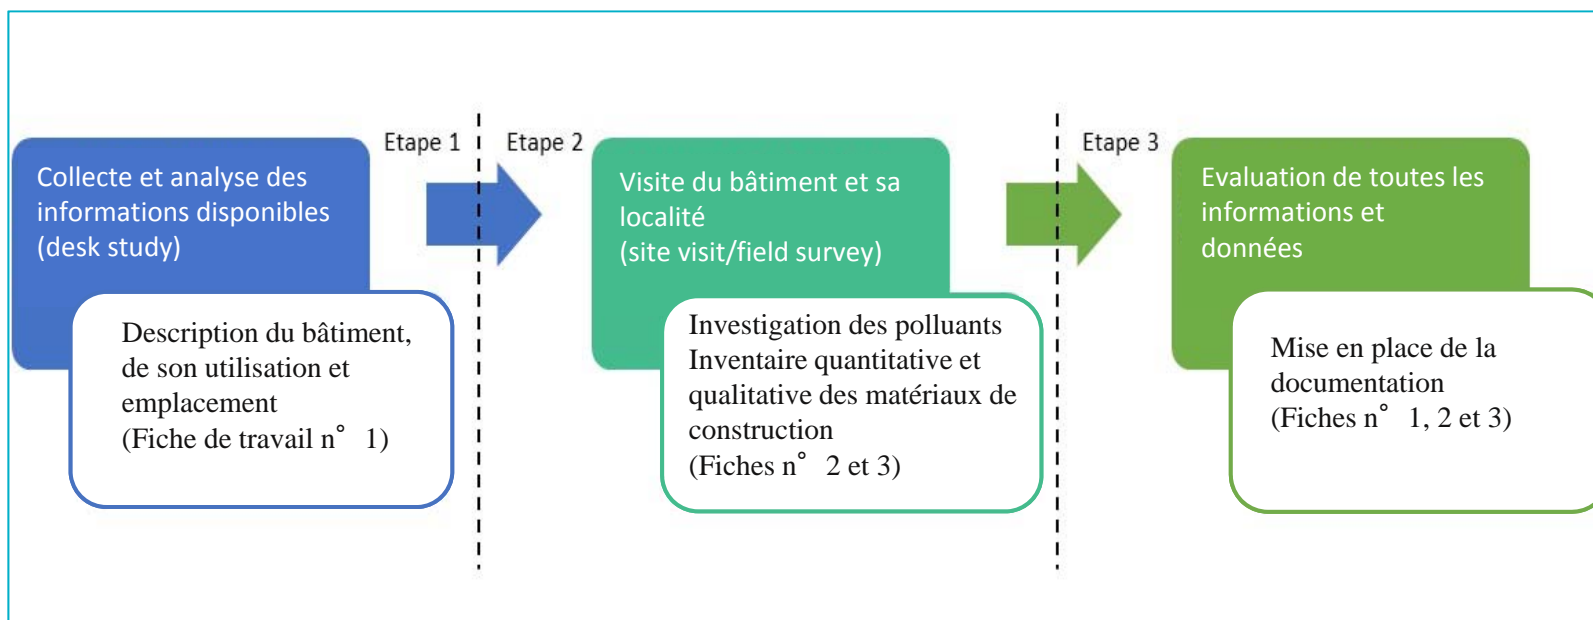 Etape 1
Collecte et analyse des
informations disponibles
(desk study)
Description du bâtiment,
de son utilisation et
emplacement
(Fiche de travail n° 1)
Etape 2
Visite du bâtiment et sa
localité
(site visit/field survey)
Investigation des polluants
Inventaire quantitative et
qualitative des matériaux de
construction
(Fiches n° 2 et 3)
Etape 3
Evaluation de toutes les
informations et
données
Mise en place de la
documentation
(Fiches n° 1, 2 et 3)